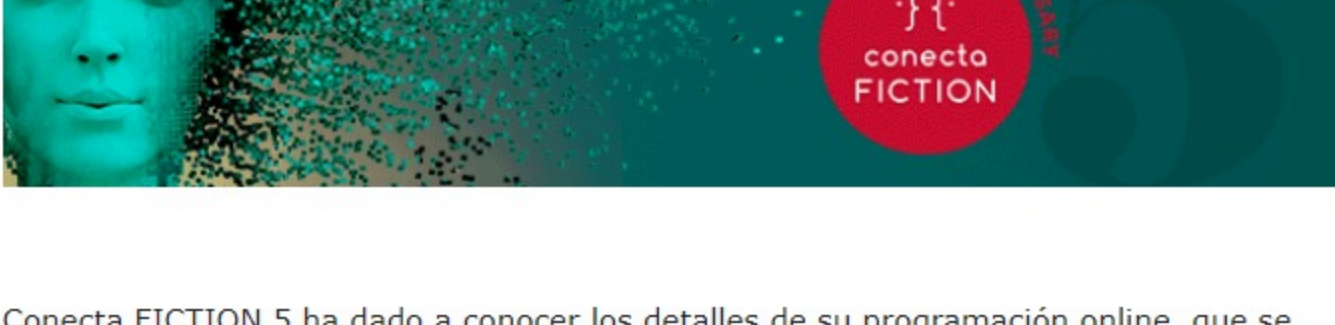 ·} {·
conecta
FICTION
Conecta FICTION 5 ha dado a conocer los detalles de su programación online, que se